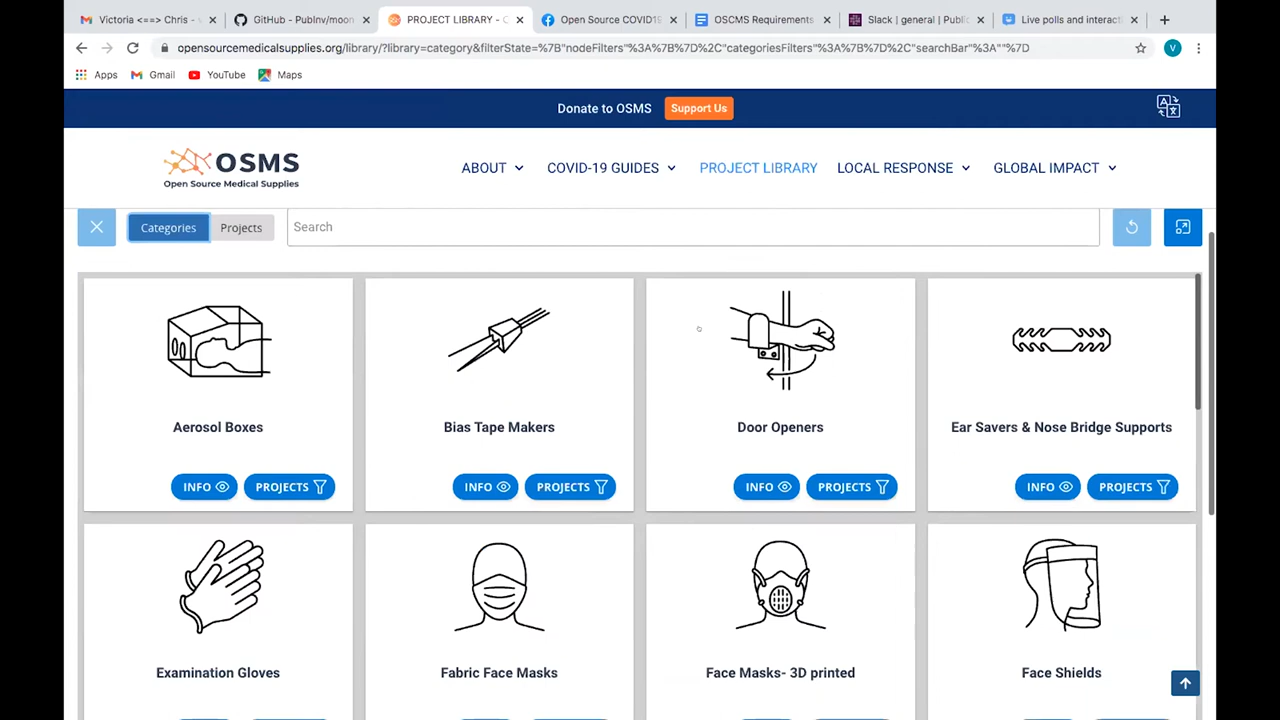 Victoria <==> Chris - v
GitHub - PubInv/moon
PROJECT LIBRARY - C
Open Source COVID19
OSCMS Requirements
Slack | general | Public
Live polls and interact
opensourcemedicalsupplies.org/library/?library=category&filterState=%7B"nodeFilters"%3A%7B%7D%2C"categoriesFilters"%3A%7B%7D%2C"searchBar"%3A""%7D
V
Apps
Gmail
YouTube
Maps
Donate to OSMS
Support Us
OSMS
Open Source Medical Supplies
ABOUT
COVID-19 GUIDES
PROJECT LIBRARY
LOCAL RESPONSE
GLOBAL IMPACT
Categories
Projects
Search
Aerosol Boxes
Bias Tape Makers
Door Openers
Ear Savers & Nose Bridge Supports
INFO
PROJECTS
INFO
PROJECTS
INFO
PROJECTS
INFO
PROJECTS
Examination Gloves
Fabric Face Masks
Face Masks- 3D printed
Face Shields